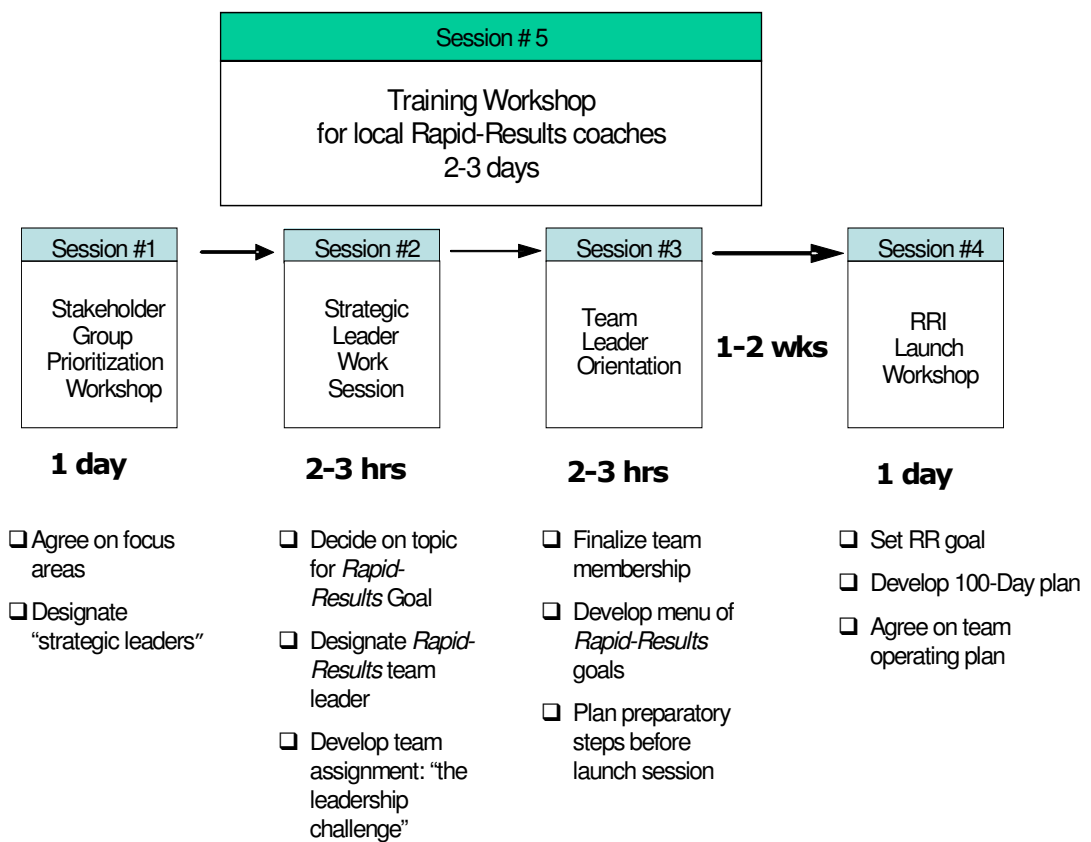 Session # 5
Training Workshop
for local Rapid-Results coaches
2-3 days
Session #1
Stakeholder
Group
Prioritization
Workshop
1 day
❑ Agree on focus
areas
❑ Designate
“strategic leaders”
Session #2
Strategic
Leader
Work
Session
2-3 hrs
❑ Decide on topic
for Rapid-
Results Goal
❑ Designate Rapid-
Results team
leader
❑ Develop team
assignment: “the
leadership
challenge”
Session #3
Team
Leader
Orientation
2-3 hrs
❑ Finalize team
membership
❑ Develop menu of
Rapid-Results
goals
❑ Plan preparatory
steps before
launch session
1-2 wks
Session #4
RRI
Launch
Workshop
1 day
❑ Set RR goal
❑ Develop 100-Day plan
❑ Agree on team
operating plan